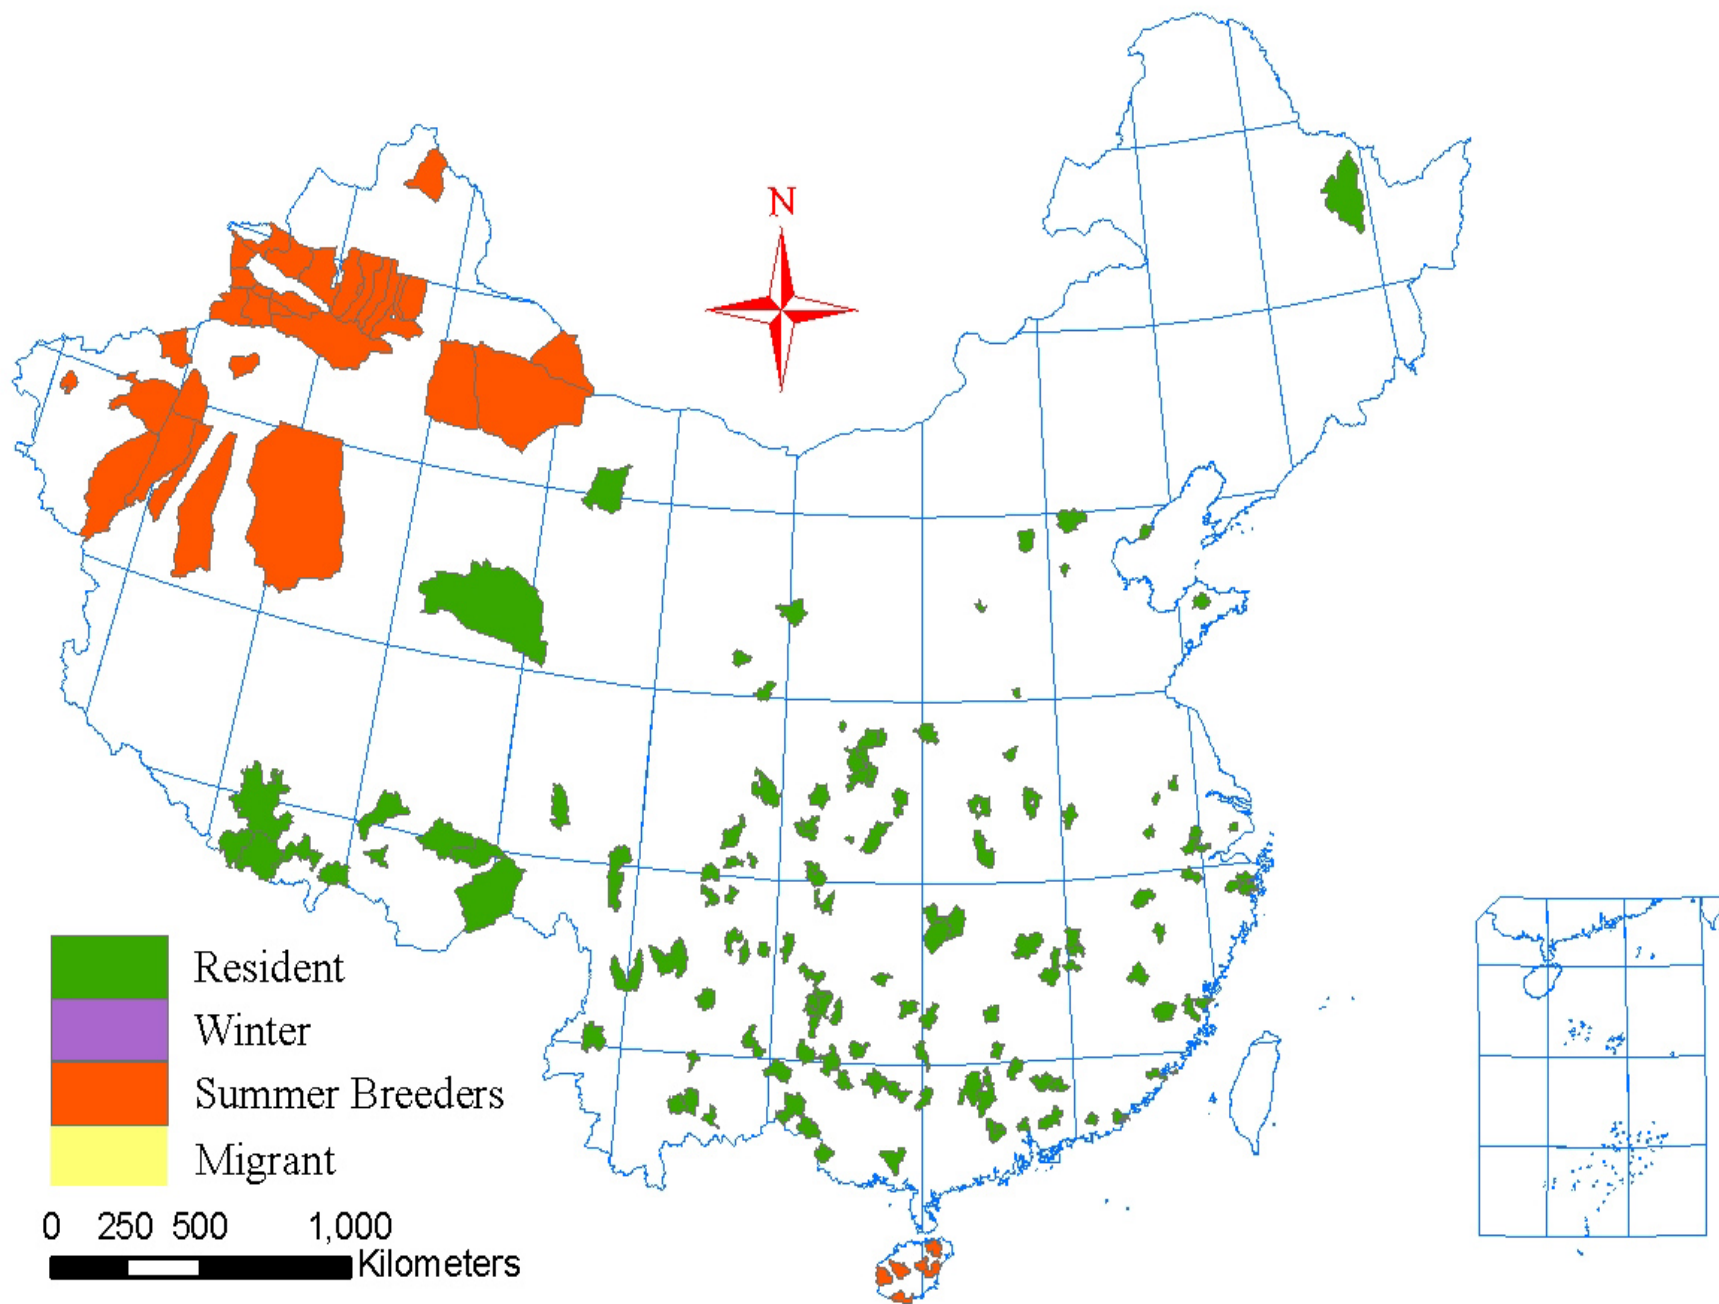 N
Resident
Winter
Summer Breeders
Migrant
0 250 500 1,000
Kilometers